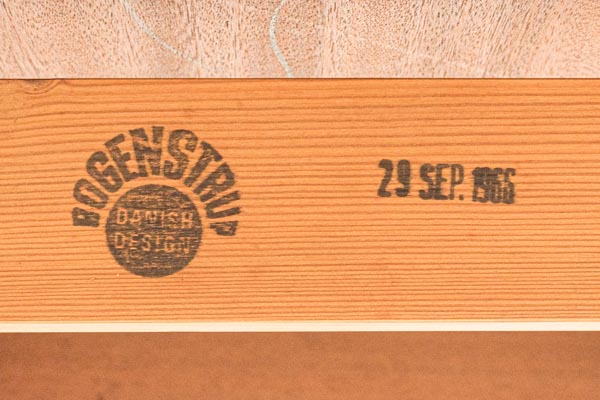 BOGENSTRUP
DANISH
DESIGN
29 SEP. 1966